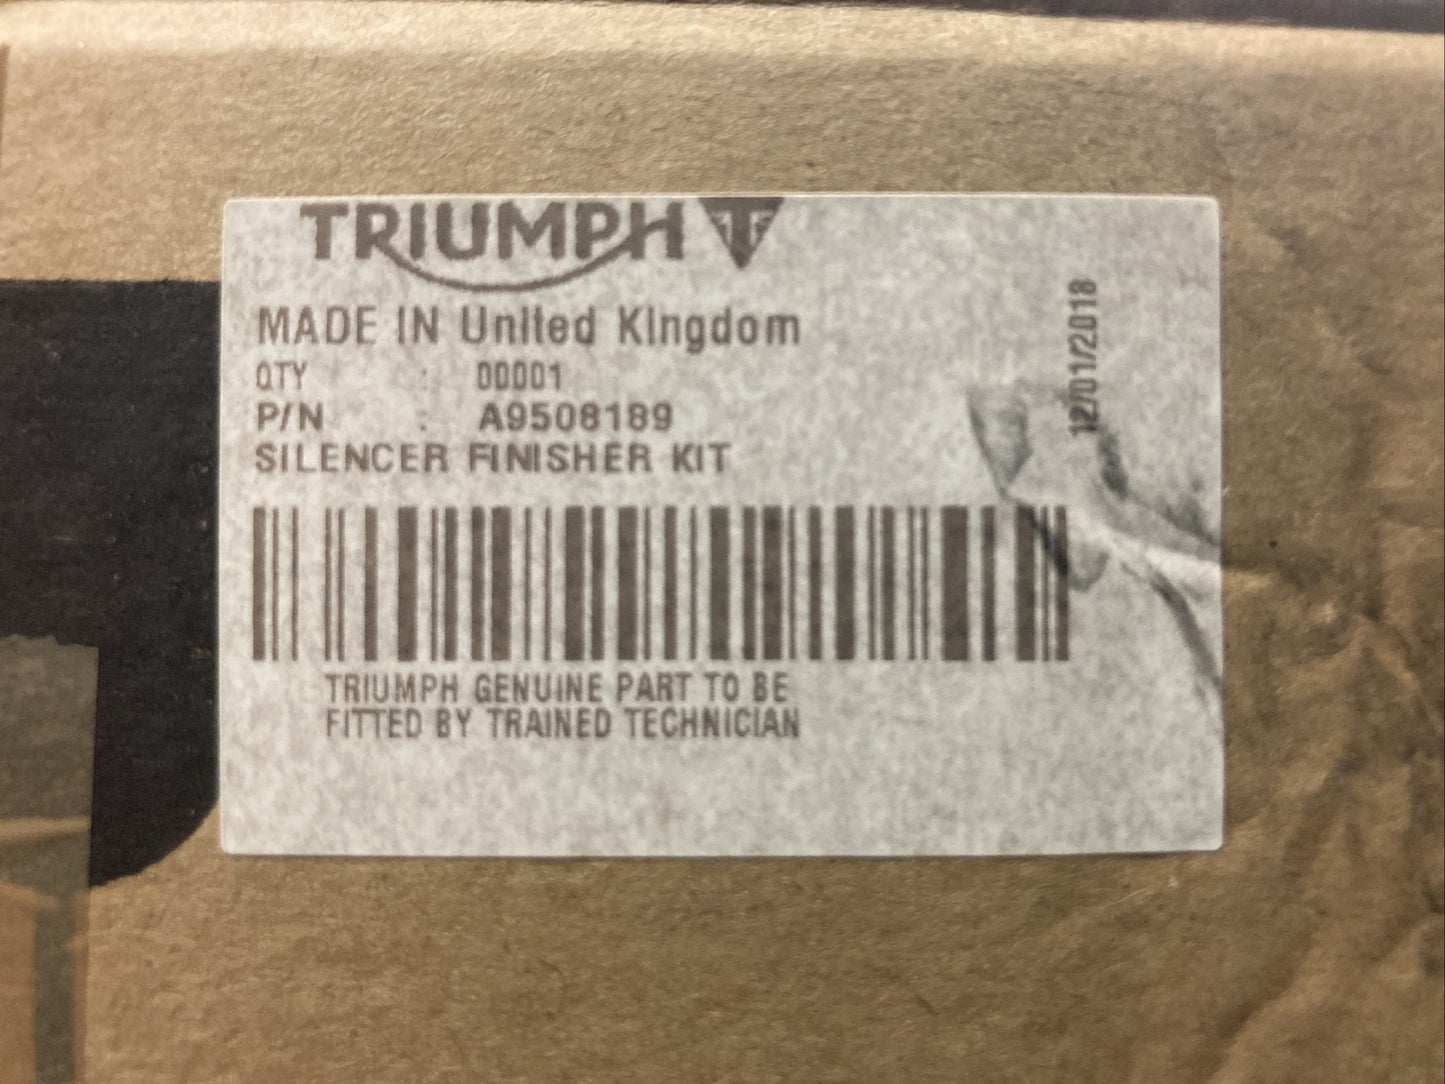 TRIUMPH
MADE IN United Kingdom
QTY : 00001
P/N : A9508189
SILENCER FINISHER KIT
TRIUMPH GENUINE PART TO BE
FITTED BY TRAINED TECHNICIAN
12/01/2018